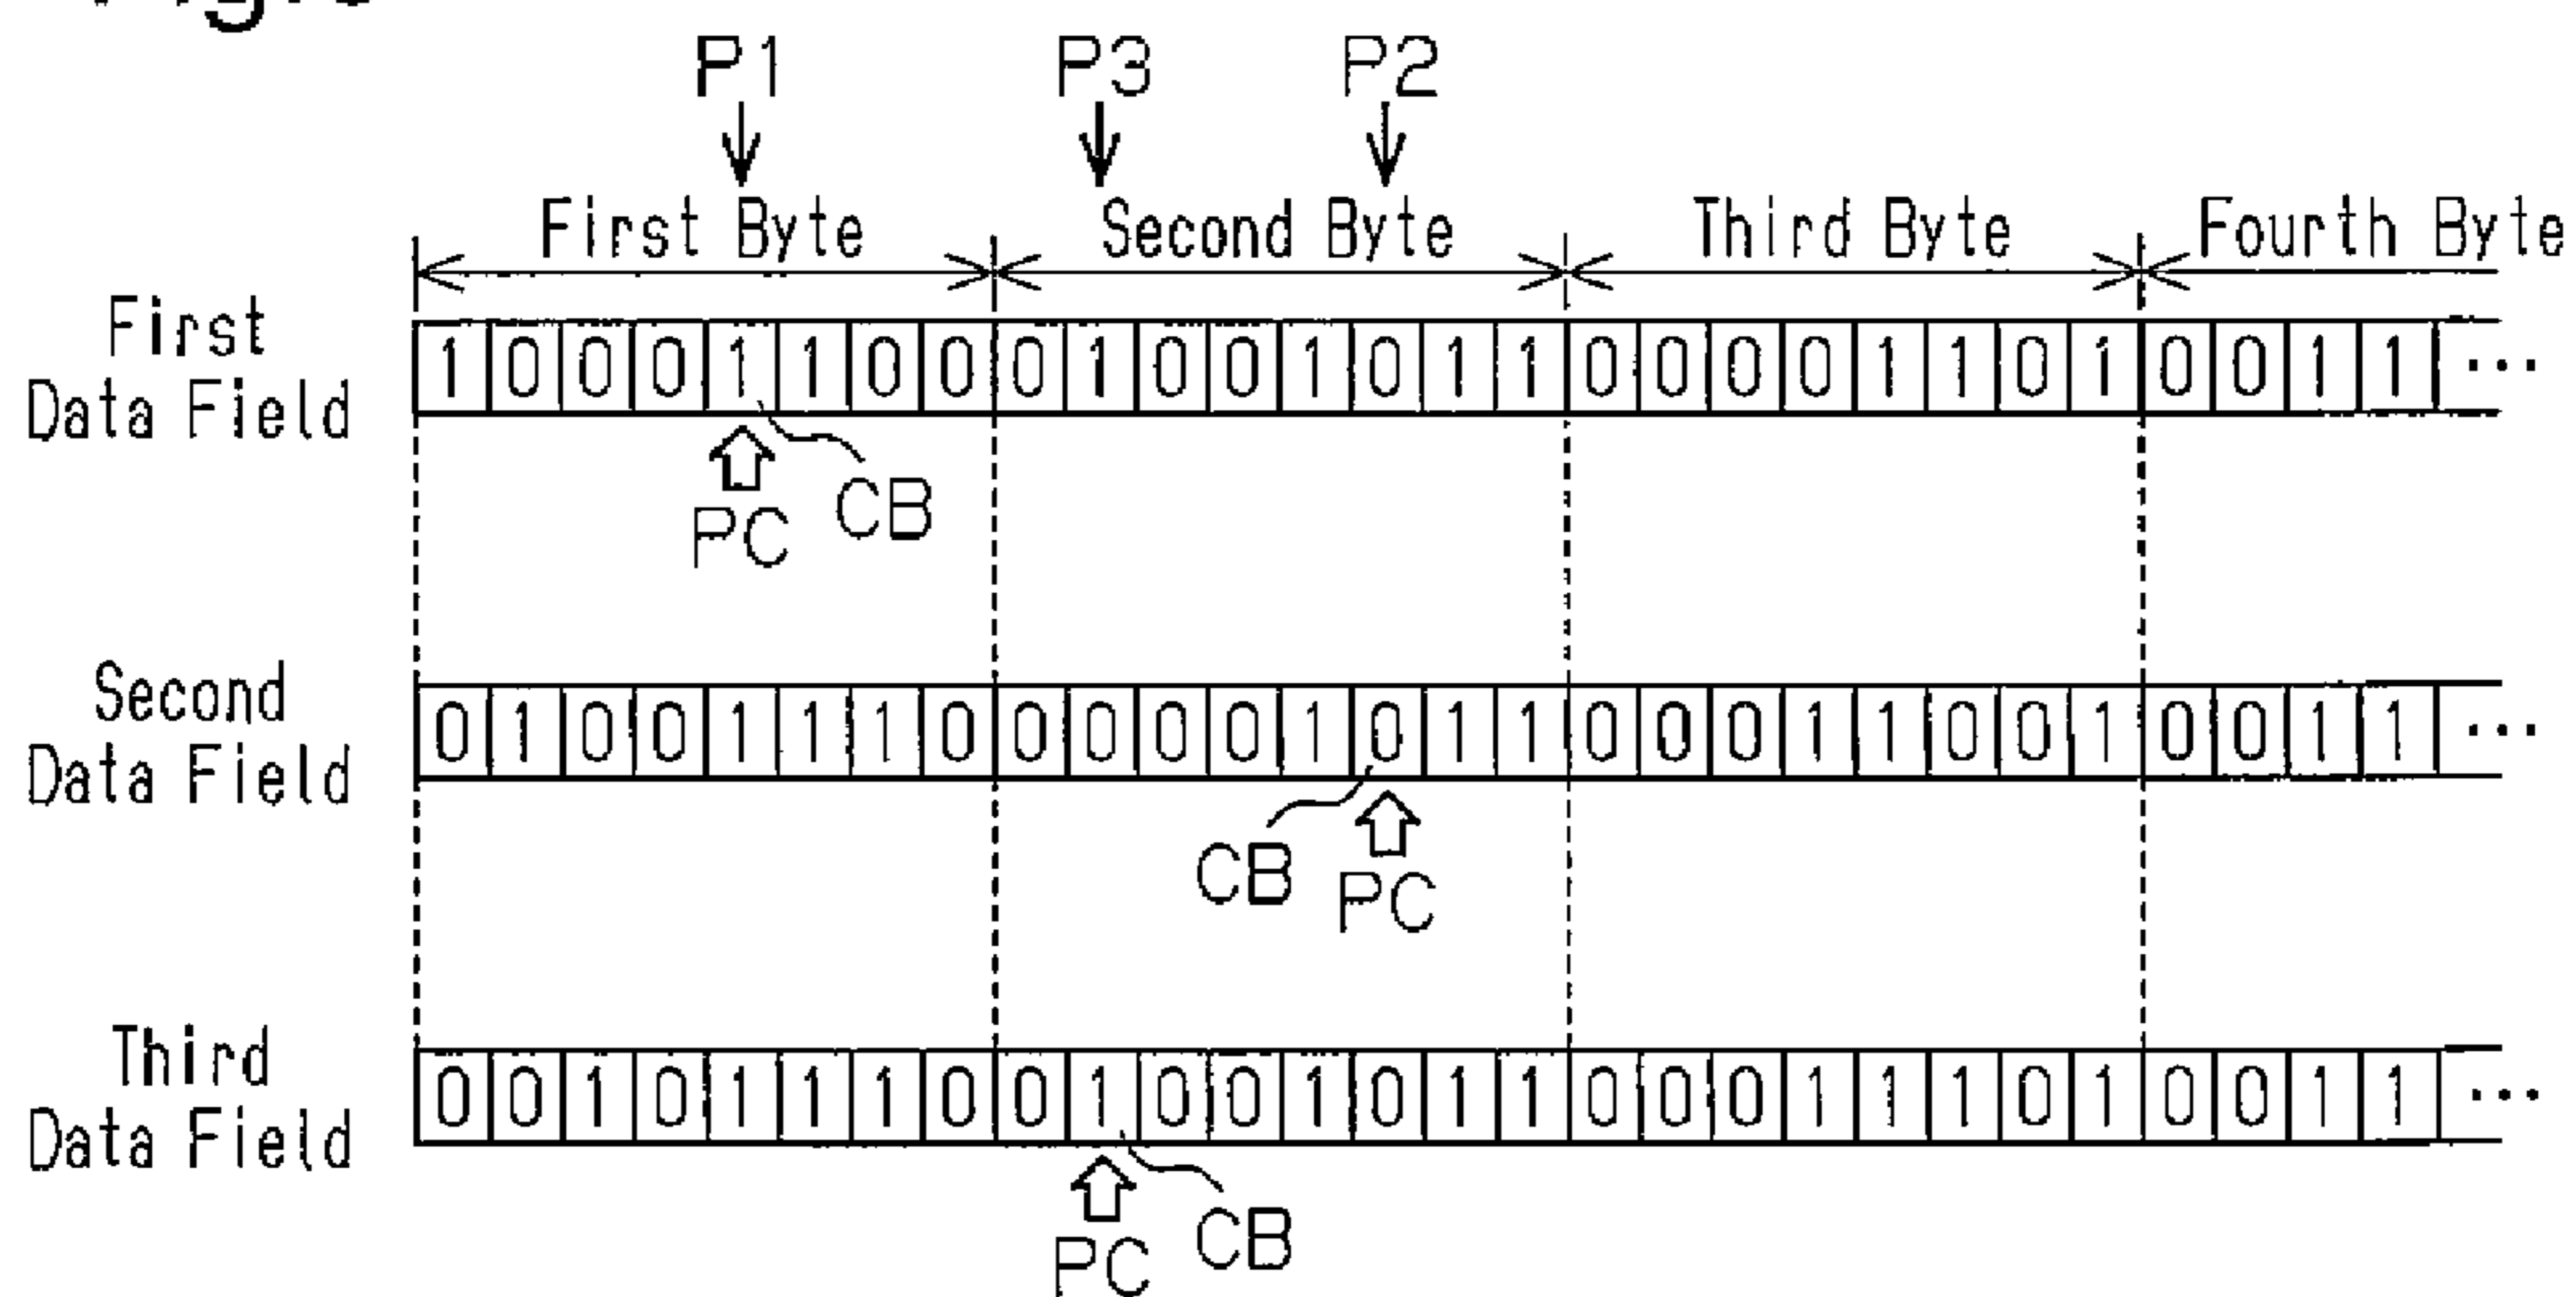 P1 P3 P2
First Byte Second Byte Third Byte Fourth Byte
First
Data Field
1 0 0 0 1 1 0 0 0 1 0 0 1 0 1 1 0 0 0 0 1 1 0 1 0 0 1 1 ...
PC CB
Second
Data Field
0 1 0 0 1 1 1 0 0 0 0 0 1 0 1 1 0 0 0 1 1 0 0 1 0 0 1 1 ...
CB PC
Third
Data Field
0 0 1 0 1 1 1 0 0 1 0 0 1 0 1 1 0 0 0 1 1 1 0 1 0 0 1 1 ...
PC CB